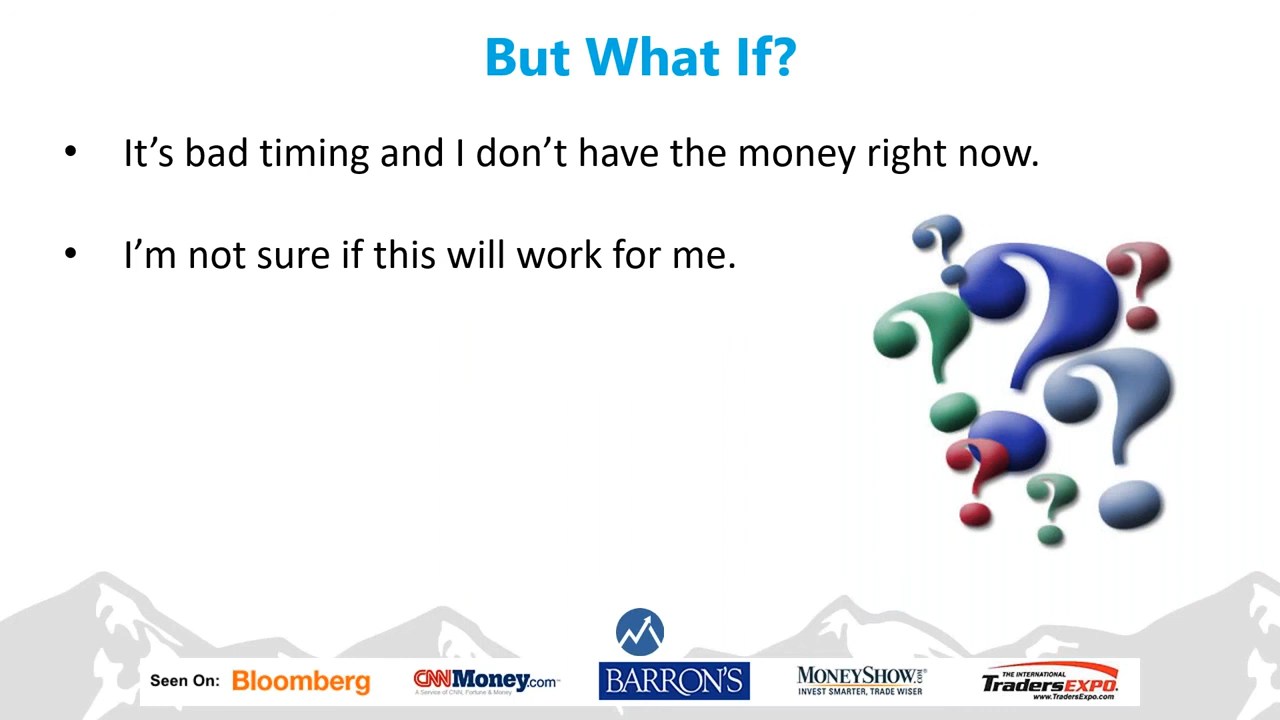 But What If?
• It’s bad timing and I don’t have the money right now.
• I’m not sure if this will work for me.
Seen On: Bloomberg CNNMoney.com BARRON'S MONEYSHOW.com THE INTERNATIONAL TRADERSEXPO.
A Service of CNN, Fortune & Money INVEST SMARTER, TRADE WISER www.TradersEXPO.com